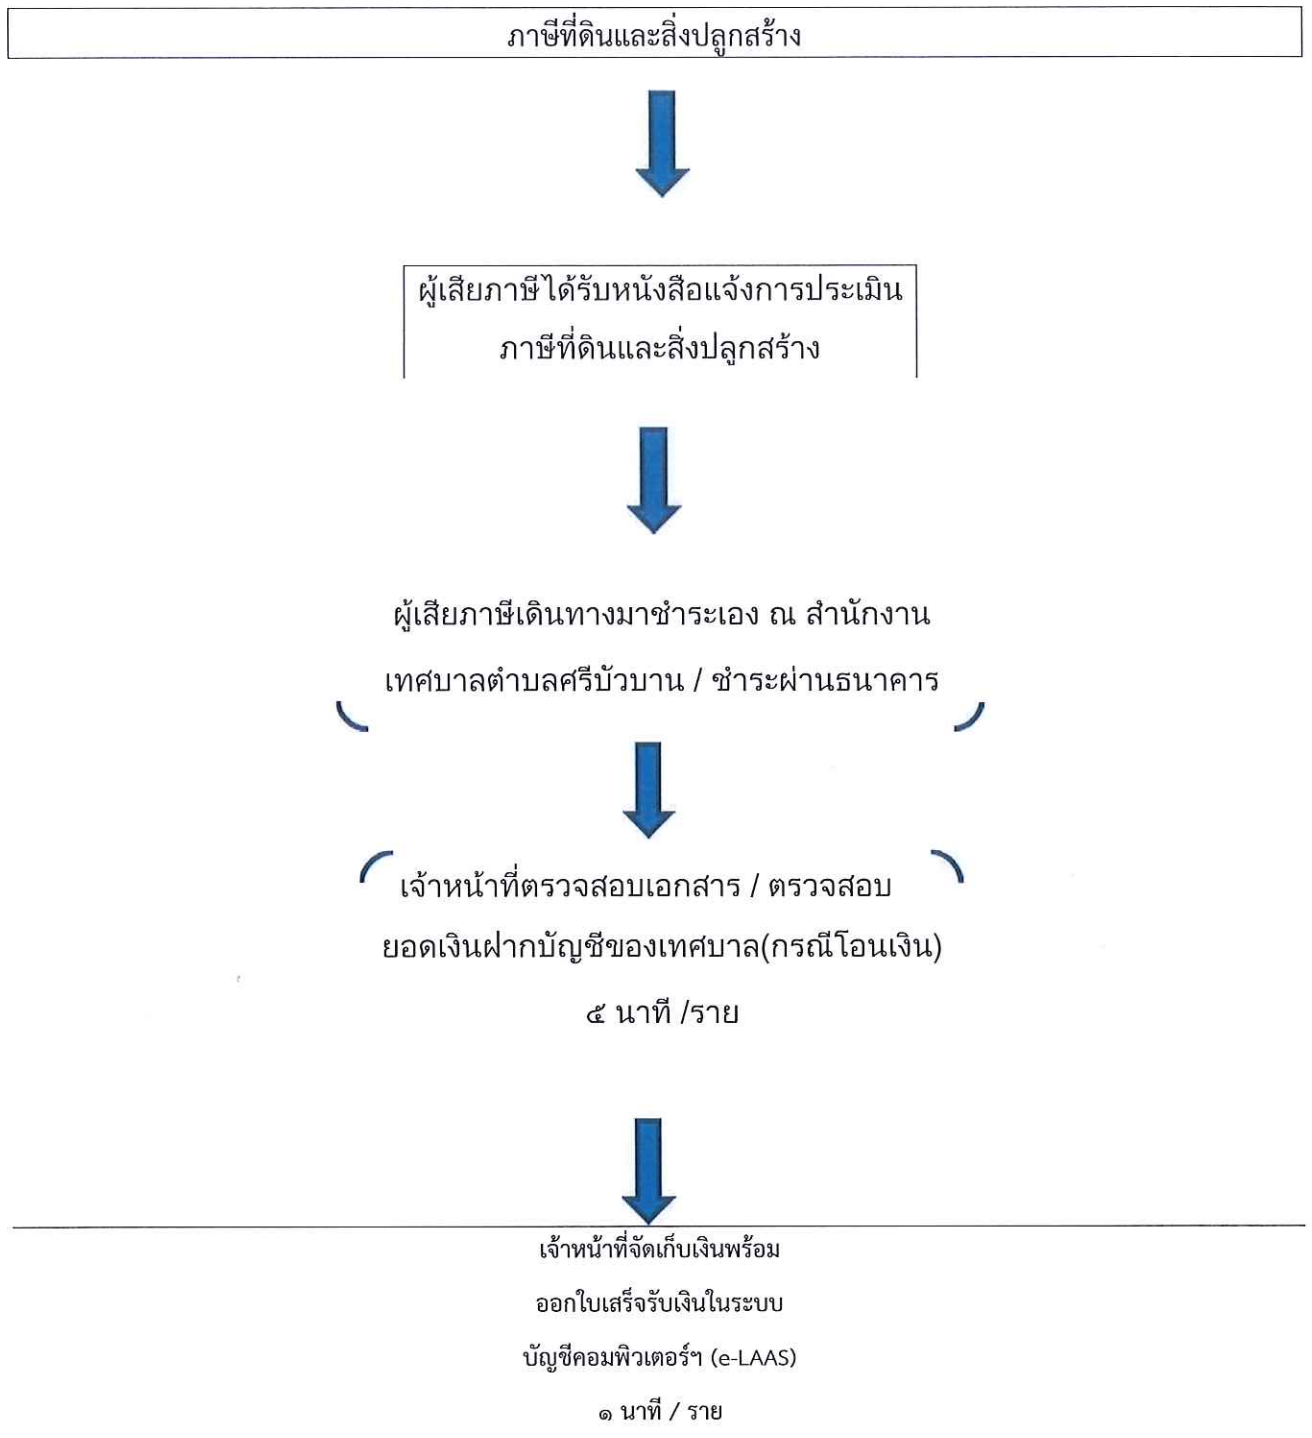 ภาษีที่ดินและสิ่งปลูกสร้าง
ผู้เสียภาษีได้รับหนังสือแจ้งการประเมิน
ภาษีที่ดินและสิ่งปลูกสร้าง
ผู้เสียภาษีเดินทางมาชำระเอง ณ สำนักงาน
เทศบาลตำบลศรีบัวบาน / ชำระผ่านธนาคาร
เจ้าหน้าที่ตรวจสอบเอกสาร / ตรวจสอบ
ยอดเงินฝากบัญชีของเทศบาล(กรณีโอนเงิน)
๕ นาที /ราย
เจ้าหน้าที่จัดเก็บเงินพร้อม
ออกใบเสร็จรับเงินในระบบ
บัญชีคอมพิวเตอร์ฯ (e-LAAS)
๑ นาที / ราย